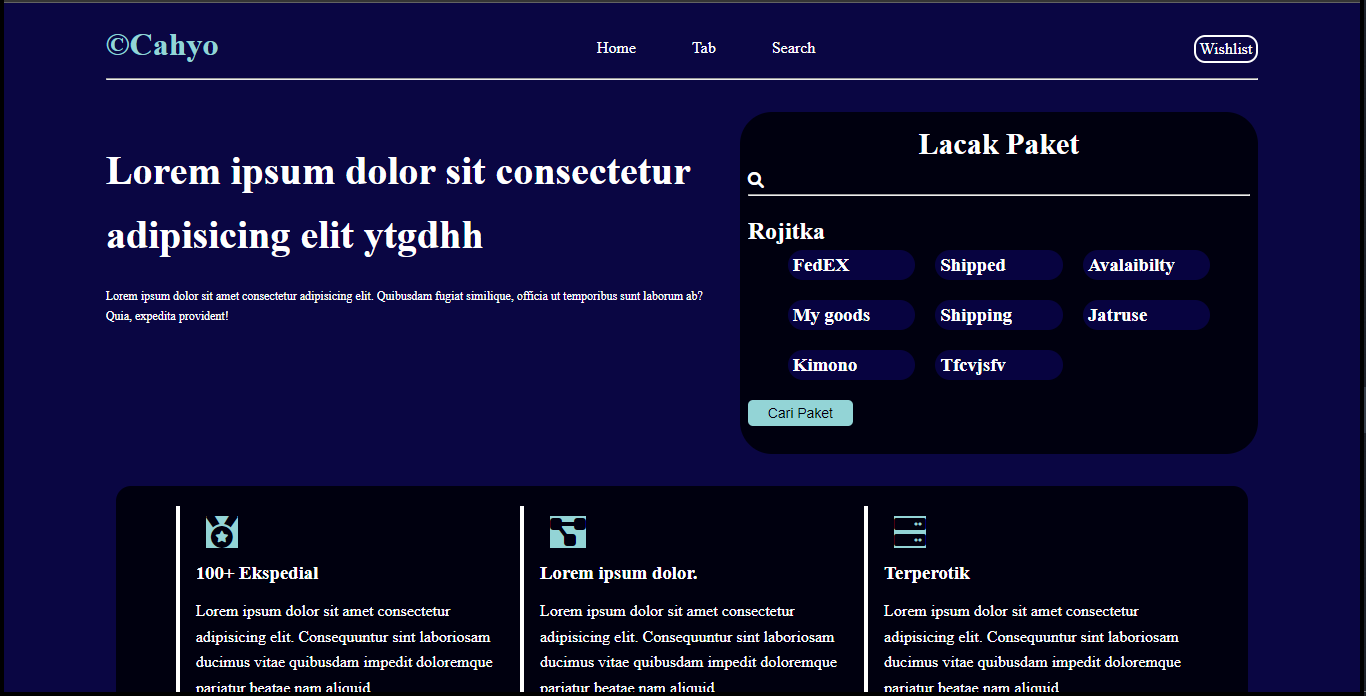 ©Cahyo
Home Tab Search
Wishlist
Lorem ipsum dolor sit consectetur
adipisicing elit ytgdhh
Lorem ipsum dolor sit amet consectetur adipisicing elit. Quibusdam fugiat similique, officia ut temporibus sunt laborum ab?
Quia, expedita provident!
Lacak Paket
Rojitka
FedEX Shipped Avalaibilty
My goods Shipping Jatruse
Kimono Tfcvjsfv
Cari Paket
100+ Ekspedial
Lorem ipsum dolor sit amet consectetur
adipisicing elit. Consequuntur sint laboriosam
ducimus vitae quibusdam impedit doloremque
pariatur beatae nam aliquid
Lorem ipsum dolor.
Lorem ipsum dolor sit amet consectetur
adipisicing elit. Consequuntur sint laboriosam
ducimus vitae quibusdam impedit doloremque
pariatur beatae nam aliquid
Terperotik
Lorem ipsum dolor sit amet consectetur
adipisicing elit. Consequuntur sint laboriosam
ducimus vitae quibusdam impedit doloremque
pariatur beatae nam aliquid